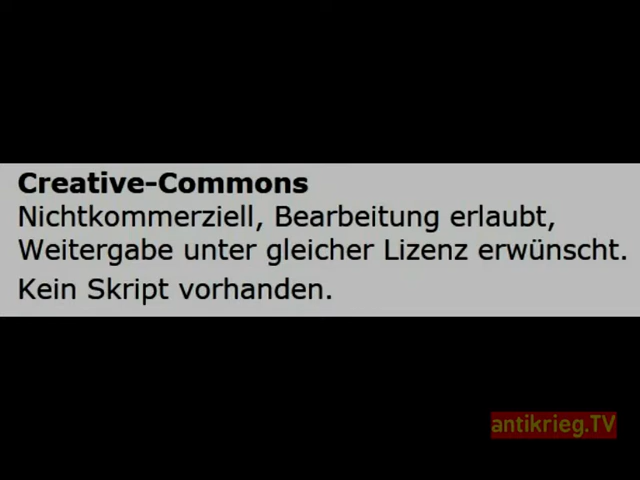 Creative-Commons
Nichtkommerziell, Bearbeitung erlaubt,
Weitergabe unter gleicher Lizenz erwünscht.
Kein Skript vorhanden.
antikrieg.TV